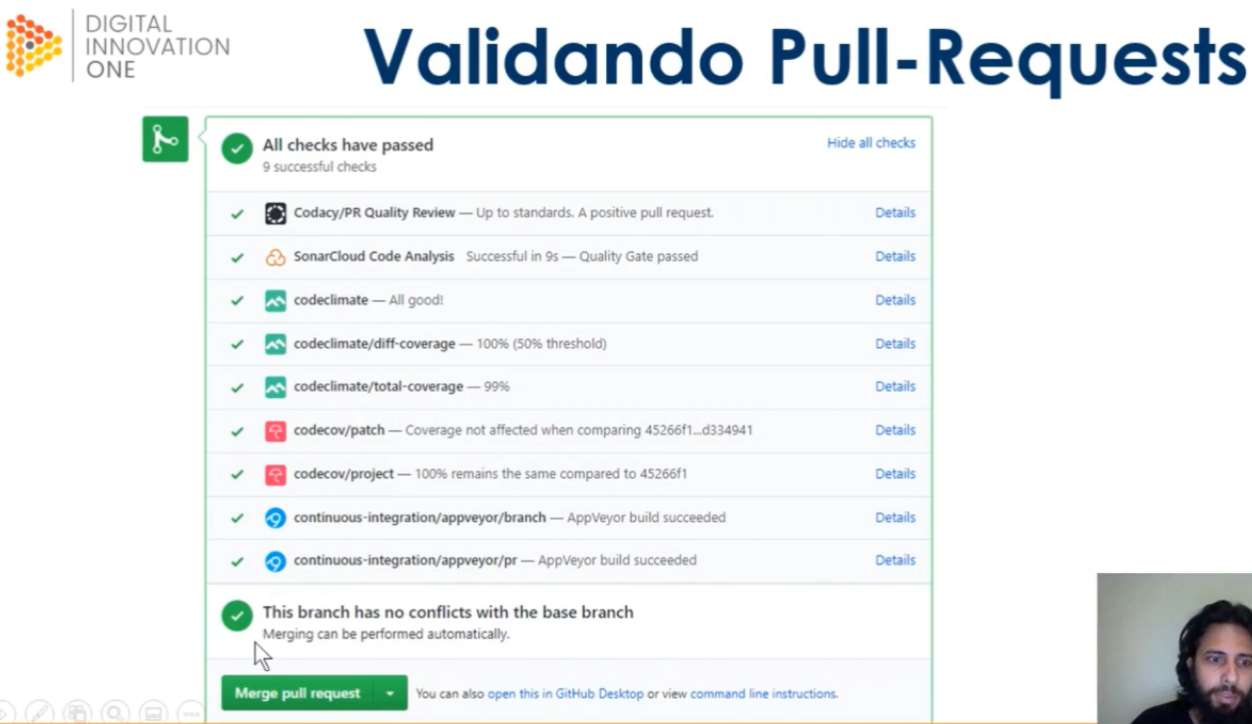 DIGITAL
INNOVATION
ONE
Validando Pull-Requests
All checks have passed
9 successful checks
Hide all checks
Codacy/PR Quality Review — Up to standards. A positive pull request. Details
SonarCloud Code Analysis Successful in 9s — Quality Gate passed Details
codeclimate — All good! Details
codeclimate/diff-coverage — 100% (50% threshold) Details
codeclimate/total-coverage — 99% Details
codecov/patch — Coverage not affected when comparing 45266f1...d334941 Details
codecov/project — 100% remains the same compared to 45266f1 Details
continuous-integration/appveyor/branch — AppVeyor build succeeded Details
continuous-integration/appveyor/pr — AppVeyor build succeeded Details
This branch has no conflicts with the base branch
Merging can be performed automatically.
Merge pull request You can also open this in GitHub Desktop or view command line instructions.